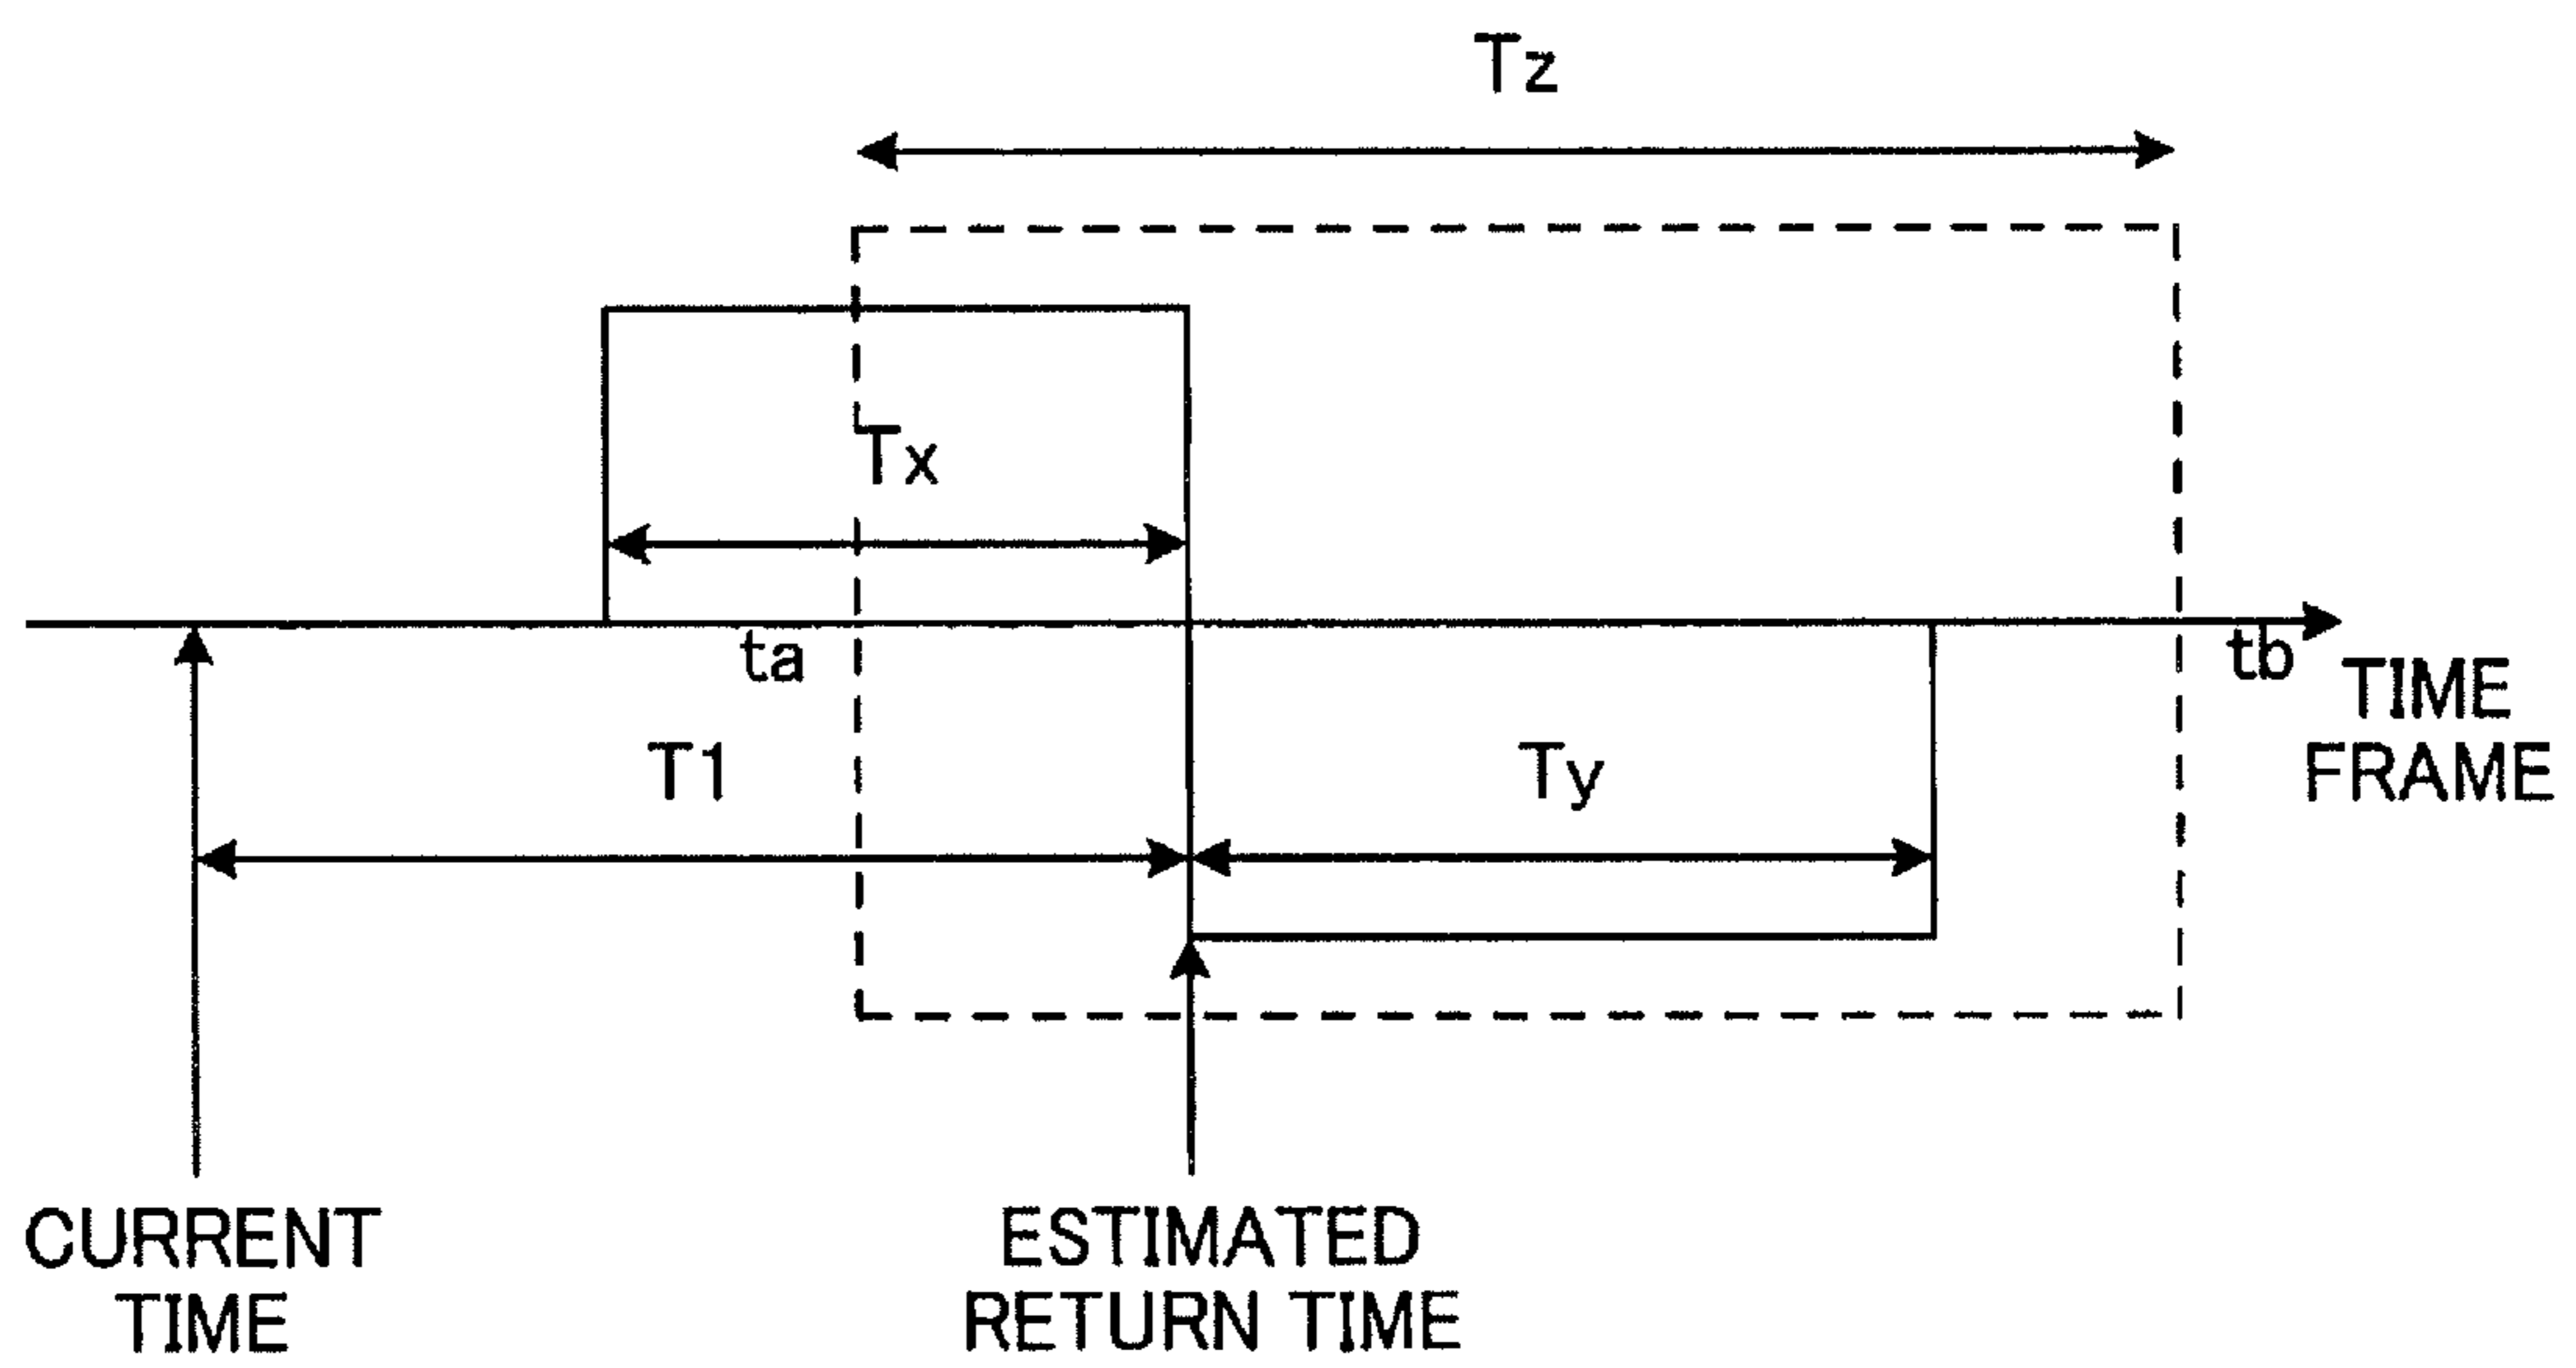 Tz
Tx
ta
tb
TIME
FRAME
T1
Ty
CURRENT
TIME
ESTIMATED
RETURN TIME